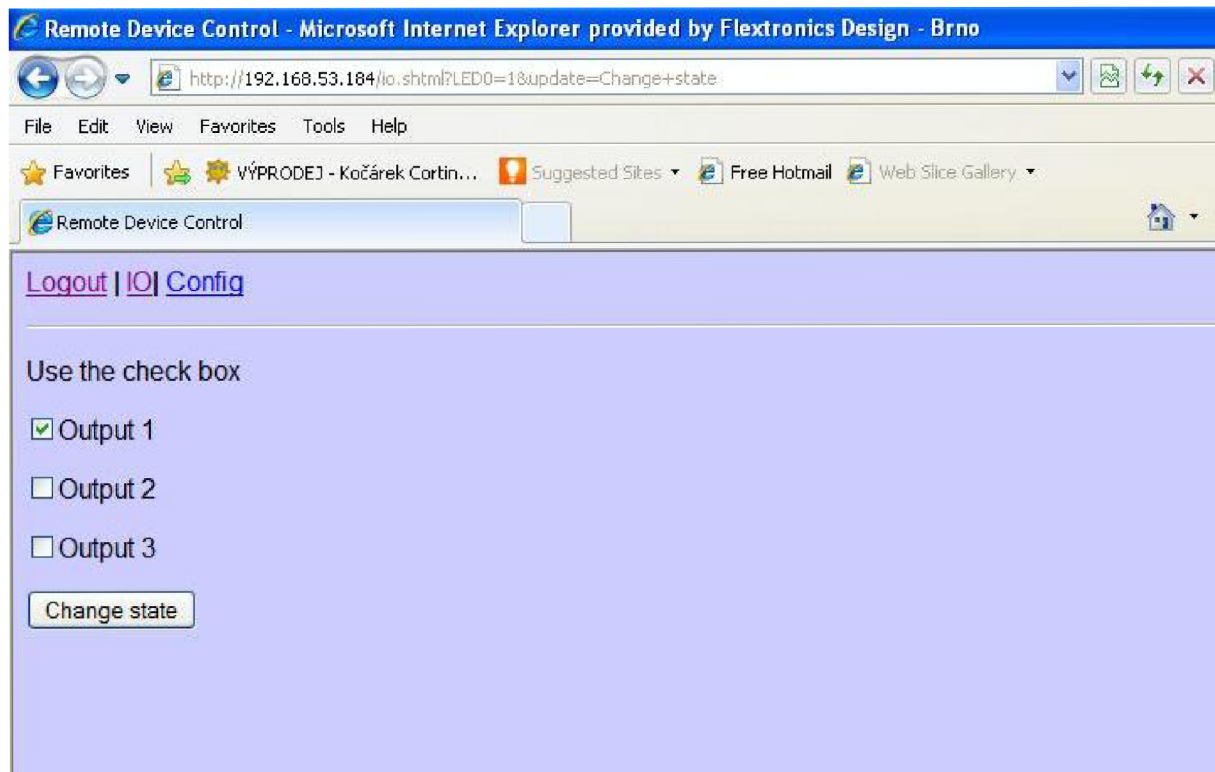 Remote Device Control - Microsoft Internet Explorer provided by Flextronics Design - Brno
http://192.168.53.184/io.shtml?LED0=1&update=Change+state
File Edit View Favorites Tools Help
Favorites VÝPRODEJ - Kočárek Cortin... Suggested Sites Free Hotmail Web Slice Gallery
Remote Device Control
Logout | IO| Config
Use the check box
Output 1
Output 2
Output 3
Change state